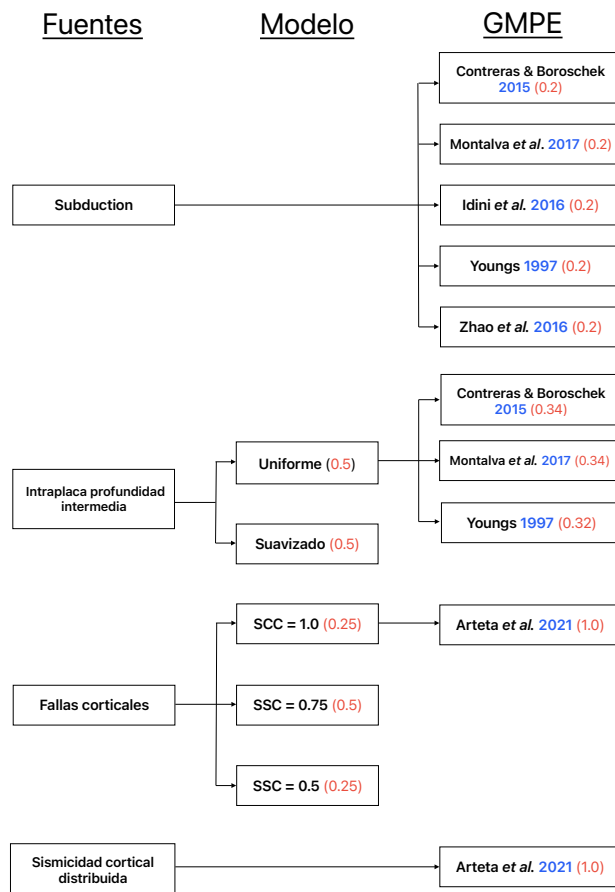 Fuentes
Modelo
GMPE
Subduction
Contreras & Boroschek
2015 (0.2)
Montalva et al. 2017 (0.2)
Idini et al. 2016 (0.2)
Youngs 1997 (0.2)
Zhao et al. 2016 (0.2)
Intraplaca profundidad
intermedia
Uniforme (0.5)
Suavizado (0.5)
Contreras & Boroschek
2015 (0.34)
Montalva et al. 2017 (0.34)
Youngs 1997 (0.32)
Fallas corticales
SCC = 1.0 (0.25)
SSC = 0.75 (0.5)
SSC = 0.5 (0.25)
Arteta et al. 2021 (1.0)
Sismicidad cortical
distribuida
Arteta et al. 2021 (1.0)